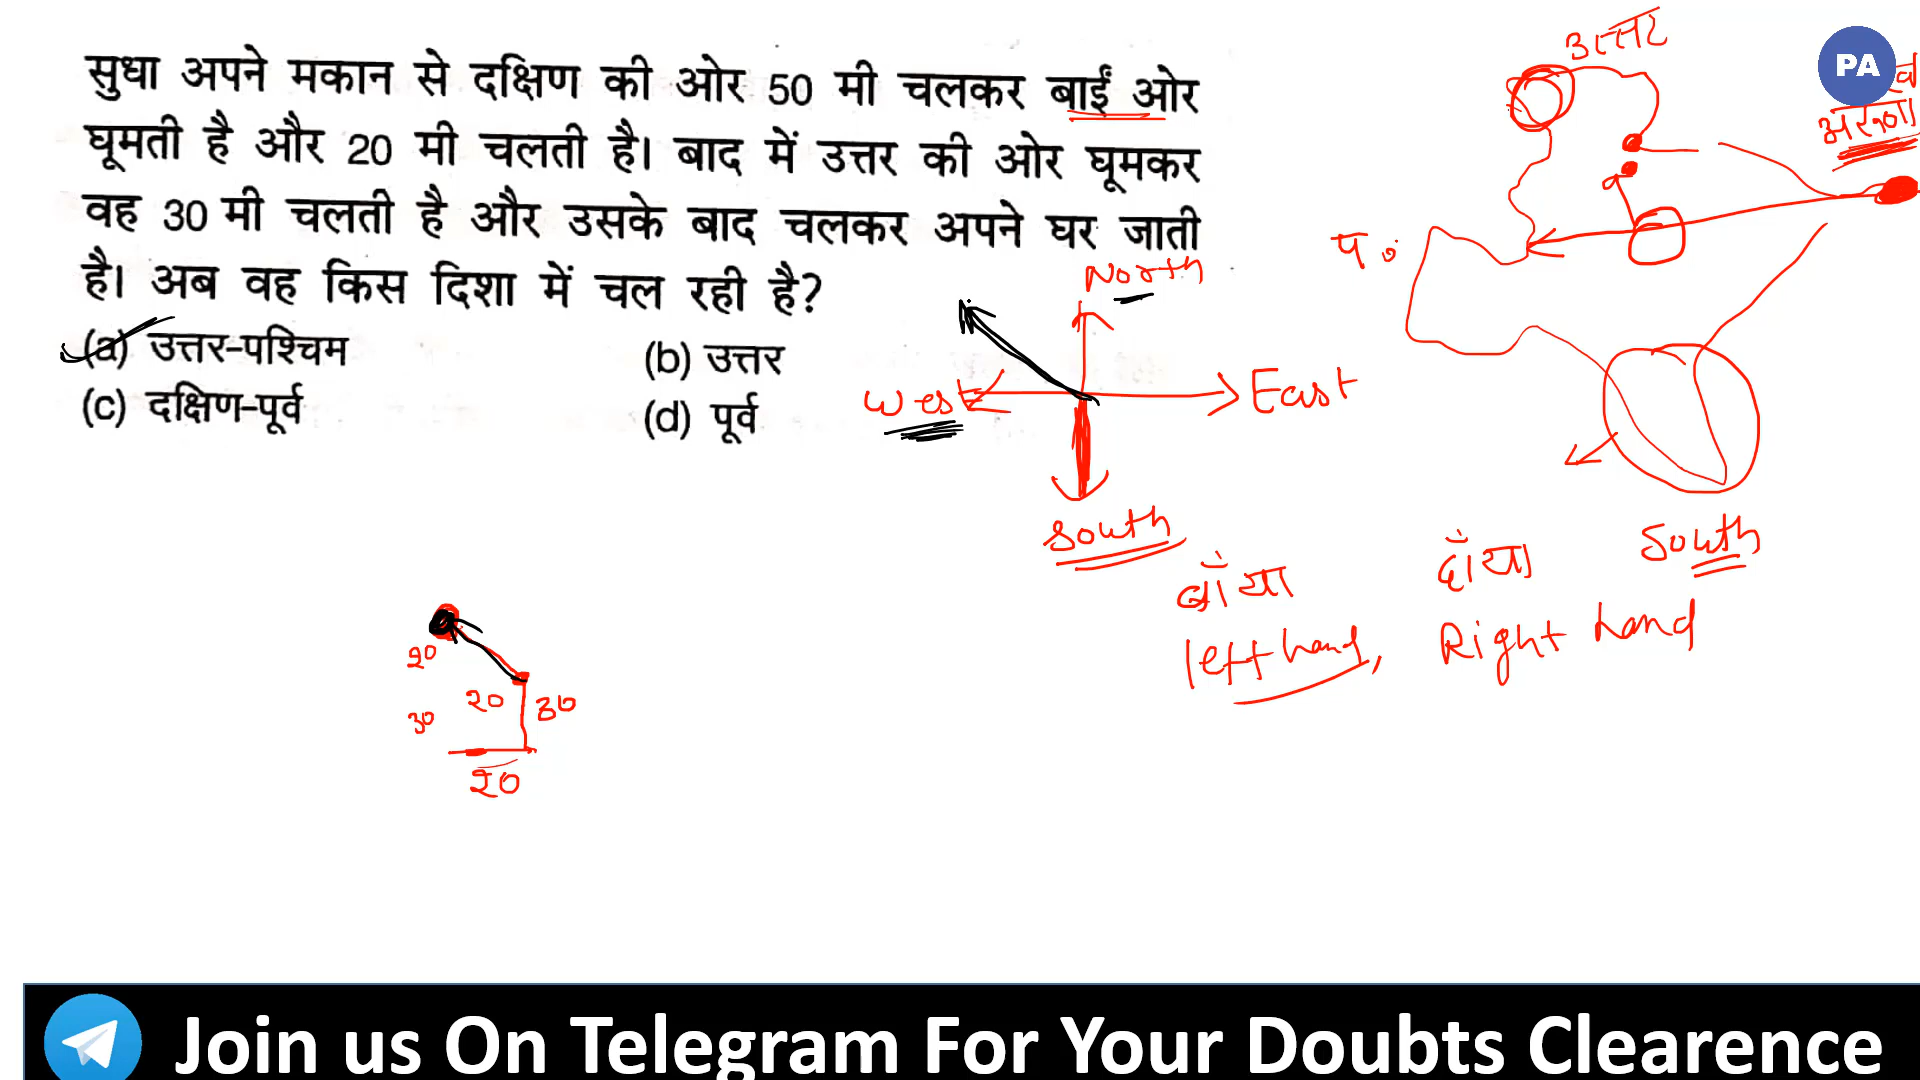 सुधा अपने मकान से दक्षिण की ओर 50 मी चलकर बाईं ओर
घूमती है और 20 मी चलती है। बाद में उत्तर की ओर घूमकर
वह 30 मी चलती है और उसके बाद चलकर अपने घर जाती
है। अब वह किस दिशा में चल रही है?
(a) उत्तर-पश्चिम
(b) उत्तर
(c) दक्षिण-पूर्व
(d) पूर्व
उत्तर
PA
प॰
North
West
East
South
बाँया
दाँया
South
left hand,
Right hand
20
20
30
30
20
Join us On Telegram For Your Doubts Clearence